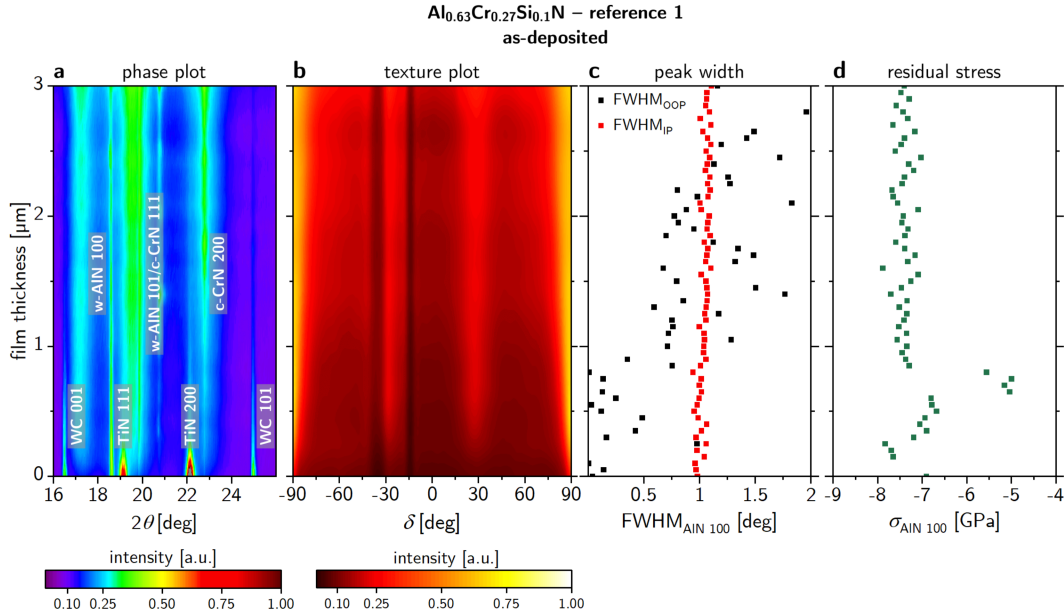 Al0.63Cr0.27Si0.1N – reference 1
as-deposited
a phase plot
b texture plot
c peak width
d residual stress
film thickness [µm]
3
2
1
0
w-AlN 100
w-AlN 101/c-CrN 111
c-CrN 200
WC 001
TiN 111
TiN 200
WC 101
FWHMOOP
FWHMIP
16 18 20 22 24
-90 -60 -30 0 30 60 90
0.5 1 1.5 2
-9 -8 -7 -6 -5 -4
2θ [deg]
δ [deg]
FWHMAlN 100 [deg]
σAlN 100 [GPa]
intensity [a.u.]
0.10 0.25 0.50 1.00
intensity [a.u.]
0.10 0.25 0.50 1.00